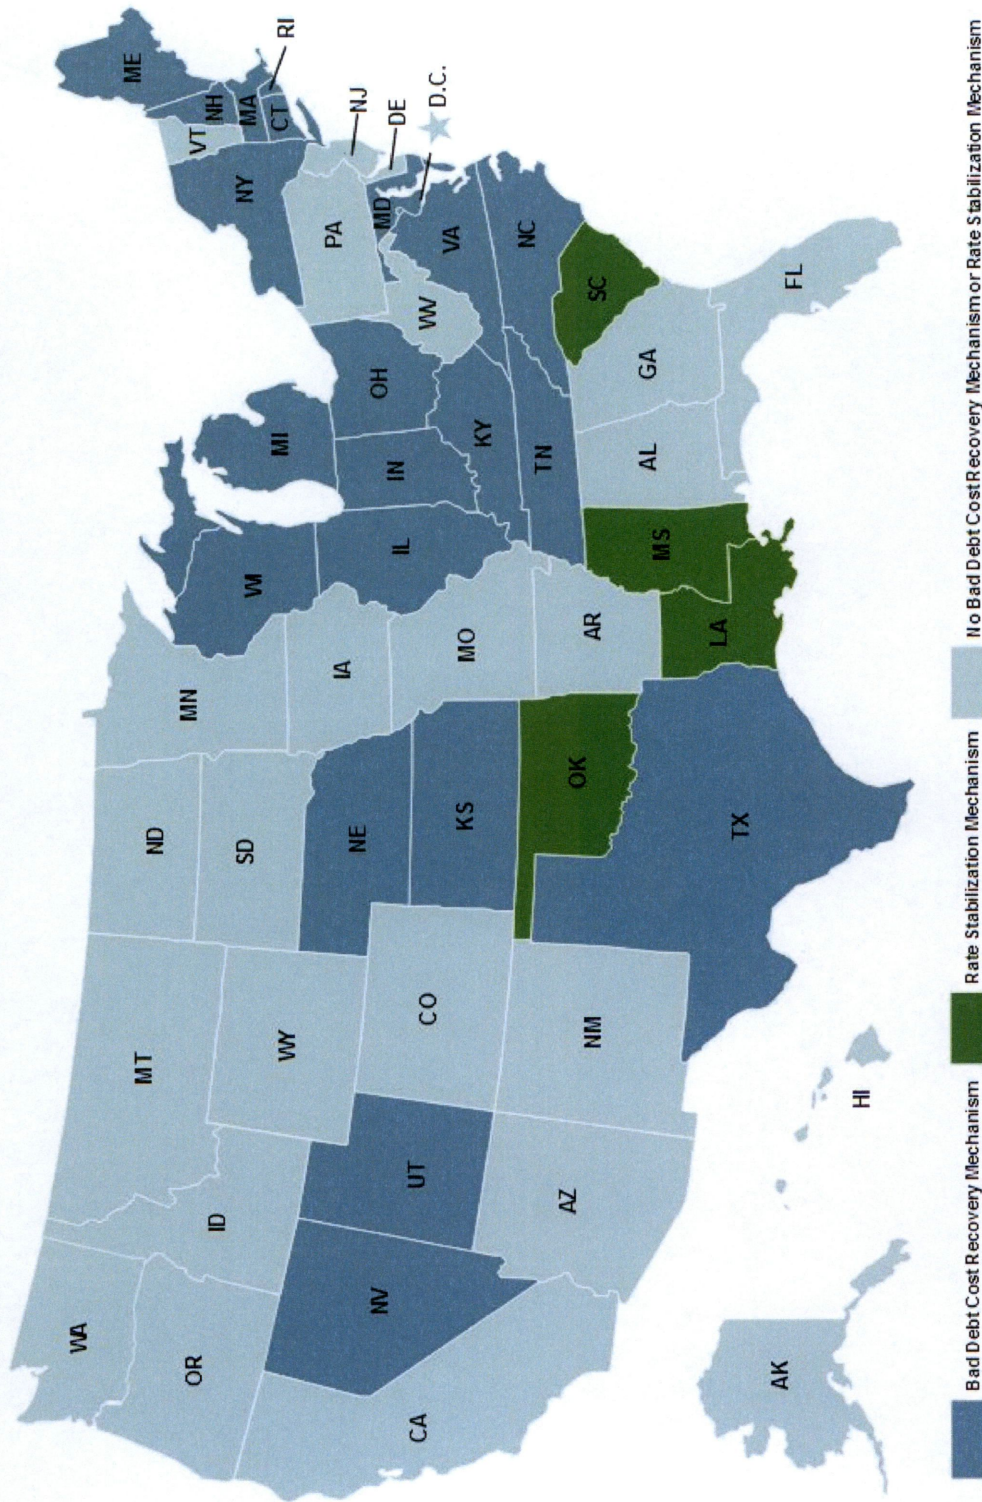 WA
OR
CA
NV
ID
MT
WY
UT
CO
AZ
NM
ND
SD
NE
KS
OK
TX
MN
IA
MO
AR
LA
WI
IL
MI
IN
OH
KY
TN
MS
AL
GA
FL
SC
NC
VA
WV
PA
NY
VT
NH
ME
MA
CT
RI
NJ
DE
MD
D.C.
AK
HI
Bad Debt Cost Recovery Mechanism
Rate Stabilization Mechanism
No Bad Debt Cost Recovery Mechanism or Rate Stabilization Mechanism